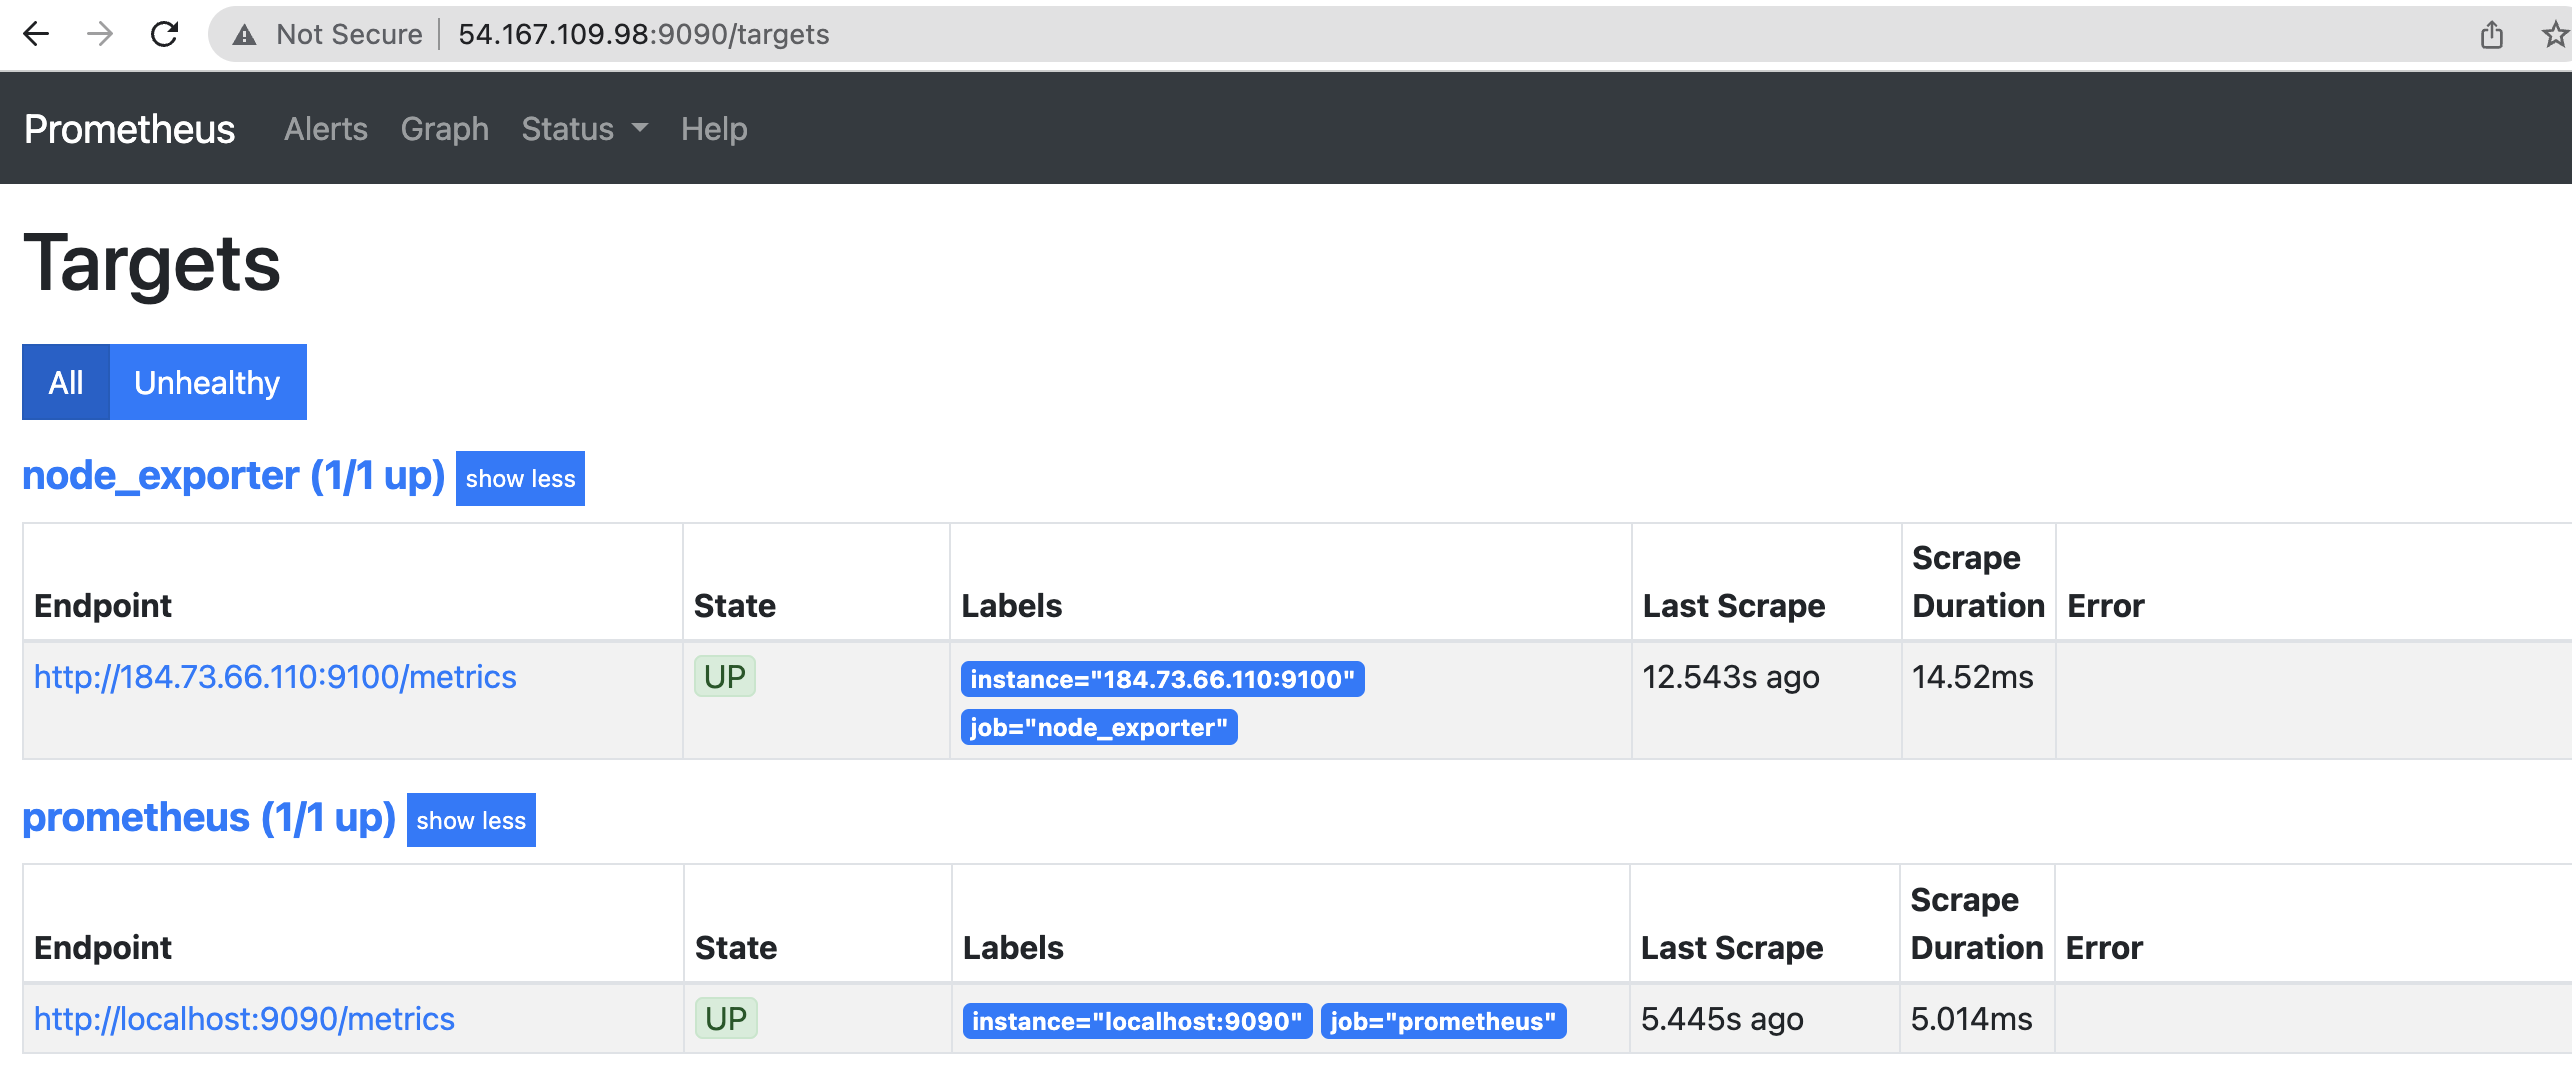 Not Secure | 54.167.109.98:9090/targets
Prometheus Alerts Graph Status Help
Targets
All Unhealthy
node_exporter (1/1 up) show less
Endpoint State Labels Last Scrape Scrape Duration Error
http://184.73.66.110:9100/metrics UP instance="184.73.66.110:9100" 12.543s ago 14.52ms
job="node_exporter"
prometheus (1/1 up) show less
Endpoint State Labels Last Scrape Scrape Duration Error
http://localhost:9090/metrics UP instance="localhost:9090" job="prometheus" 5.445s ago 5.014ms